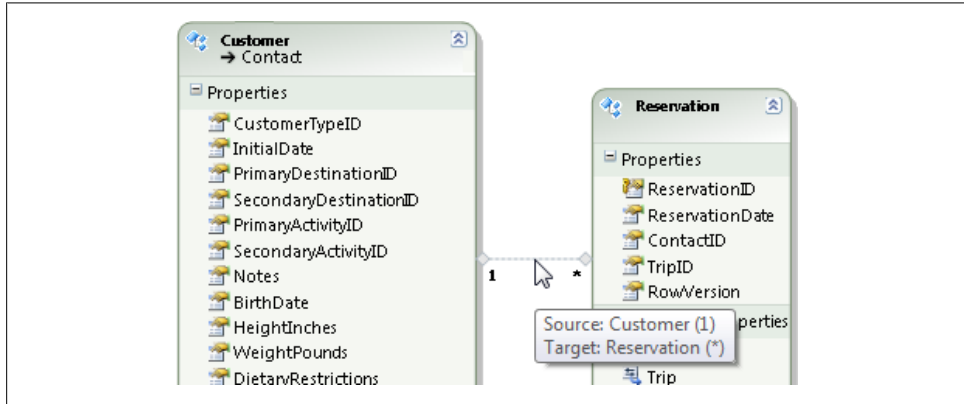 Customer
→ Contact
Properties
CustomerTypeID
InitialDate
PrimaryDestinationID
SecondaryDestinationID
PrimaryActivityID
SecondaryActivityID
Notes
BirthDate
HeightInches
WeightPounds
DietaryRestrictions
1
*
Reservation
Properties
ReservationID
ReservationDate
ContactID
TripID
RowVersion
perties
Trip
Source: Customer (1)
Target: Reservation (*)